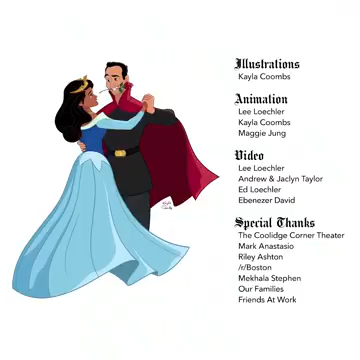 Illustrations
Kayla Coombs
Animation
Lee Loechler
Kayla Coombs
Maggie Jung
Video
Lee Loechler
Andrew & Jaclyn Taylor
Ed Loechler
Ebenezer David
Special Thanks
The Coolidge Corner Theater
Mark Anastasio
Riley Ashton
/r/Boston
Mekhala Stephen
Our Families
Friends At Work